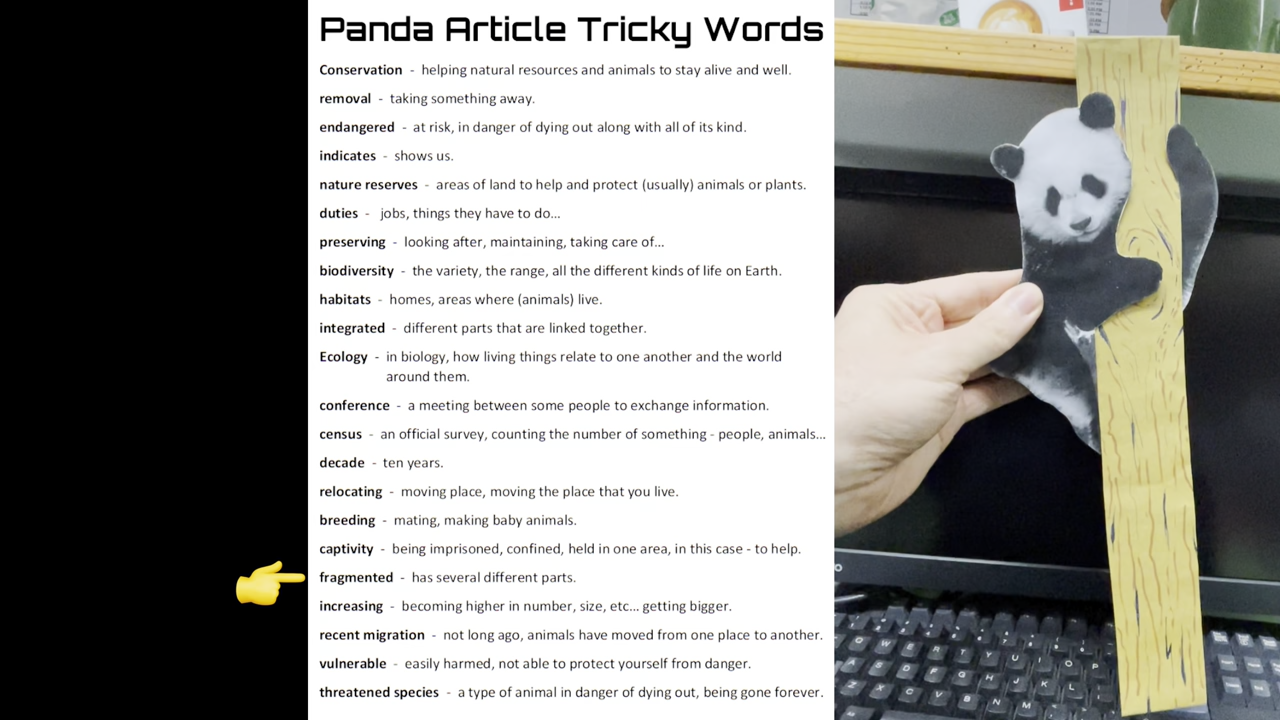 Panda Article Tricky Words
Conservation - helping natural resources and animals to stay alive and well.
removal - taking something away.
endangered - at risk, in danger of dying out along with all of its kind.
indicates - shows us.
nature reserves - areas of land to help and protect (usually) animals or plants.
duties - jobs, things they have to do...
preserving - looking after, maintaining, taking care of...
biodiversity - the variety, the range, all the different kinds of life on Earth.
habitats - homes, areas where (animals) live.
integrated - different parts that are linked together.
Ecology - in biology, how living things relate to one another and the world
around them.
conference - a meeting between some people to exchange information.
census - an official survey, counting the number of something - people, animals...
decade - ten years.
relocating - moving place, moving the place that you live.
breeding - mating, making baby animals.
captivity - being imprisoned, confined, held in one area, in this case - to help.
fragmented - has several different parts.
increasing - becoming higher in number, size, etc... getting bigger.
recent migration - not long ago, animals have moved from one place to another.
vulnerable - easily harmed, not able to protect yourself from danger.
threatened species - a type of animal in danger of dying out, being gone forever.